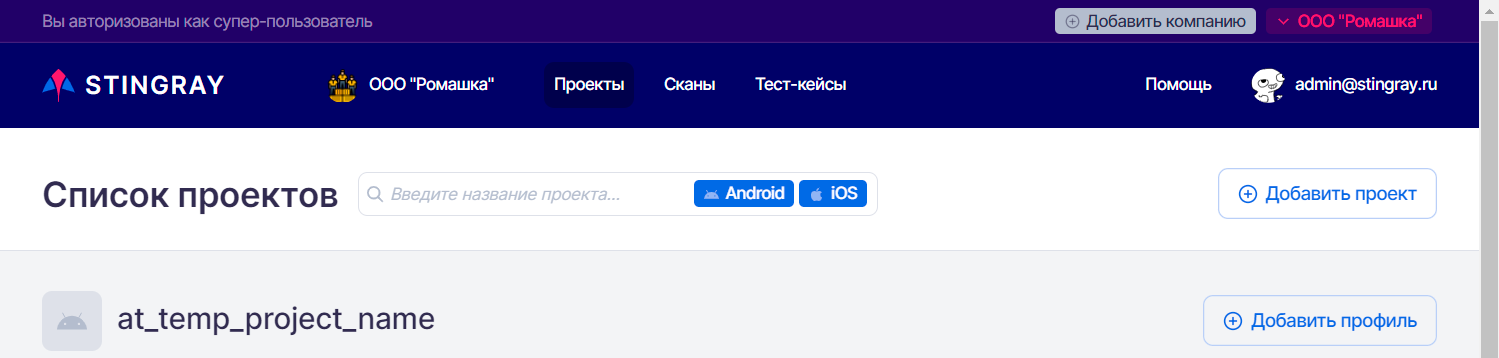 Вы авторизованы как супер-пользователь Добавить компанию ООО "Ромашка"
STINGRAY ООО "Ромашка" Проекты Сканы Тест-кейсы Помощь admin@stingray.ru
Список проектов Введите название проекта... Android iOS Добавить проект
at_temp_project_name Добавить профиль